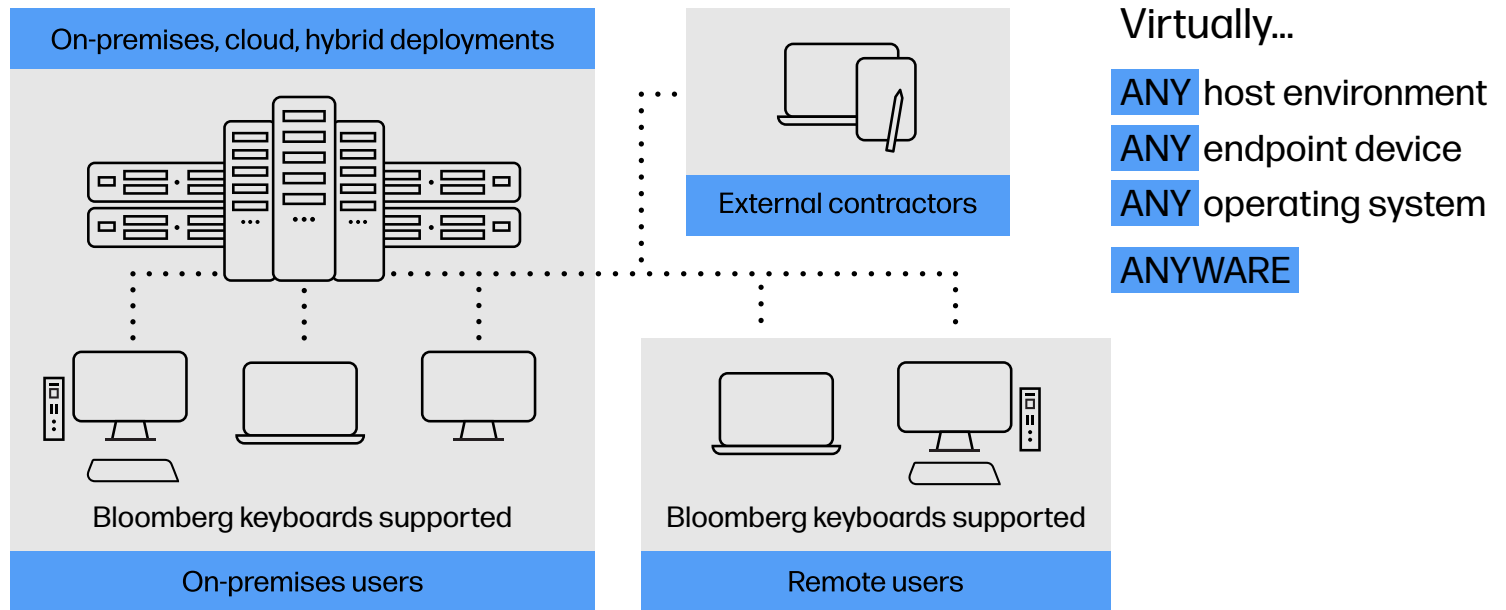 On-premises, cloud, hybrid deployments
Bloomberg keyboards supported
On-premises users
External contractors
Bloomberg keyboards supported
Remote users
Virtually...
ANY host environment
ANY endpoint device
ANY operating system
ANYWARE